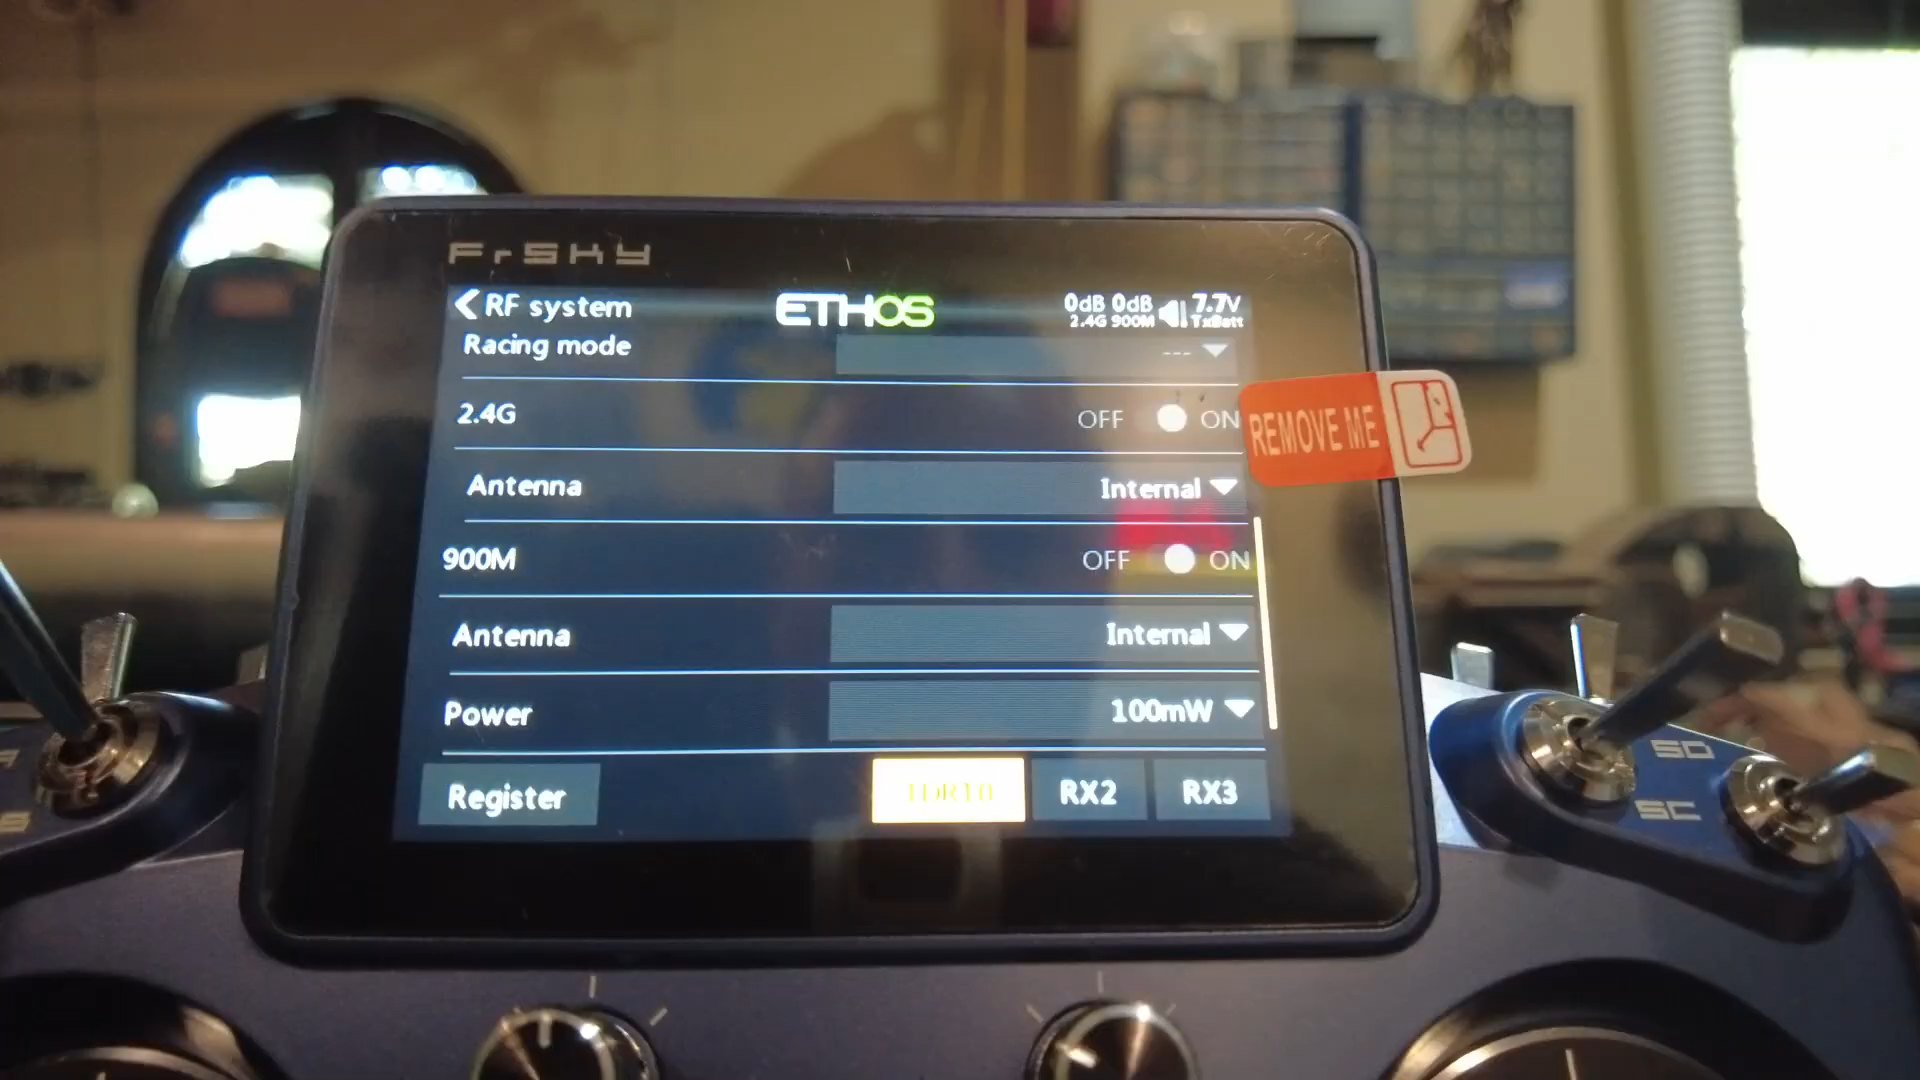 FrSKY
RF system
ETHOS
0dB 0dB
2.4G 900M
7.7V
TxBatt
Racing mode
---
2.4G
OFF ON
REMOVE ME
Antenna
Internal
900M
OFF ON
Antenna
Internal
Power
100mW
Register
TDR10
RX2
RX3
SD
SC